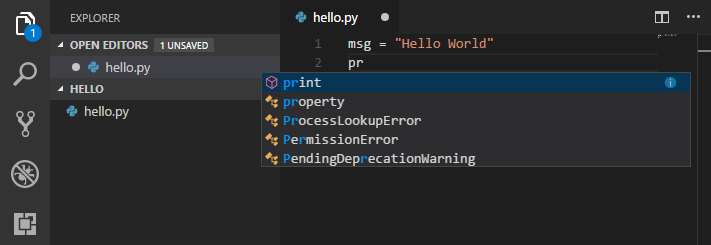 EXPLORER
OPEN EDITORS 1 UNSAVED
hello.py
HELLO
hello.py
1
hello.py
1 msg = "Hello World"
2 pr
print
property
ProcessLookupError
PermissionError
PendingDeprecationWarning